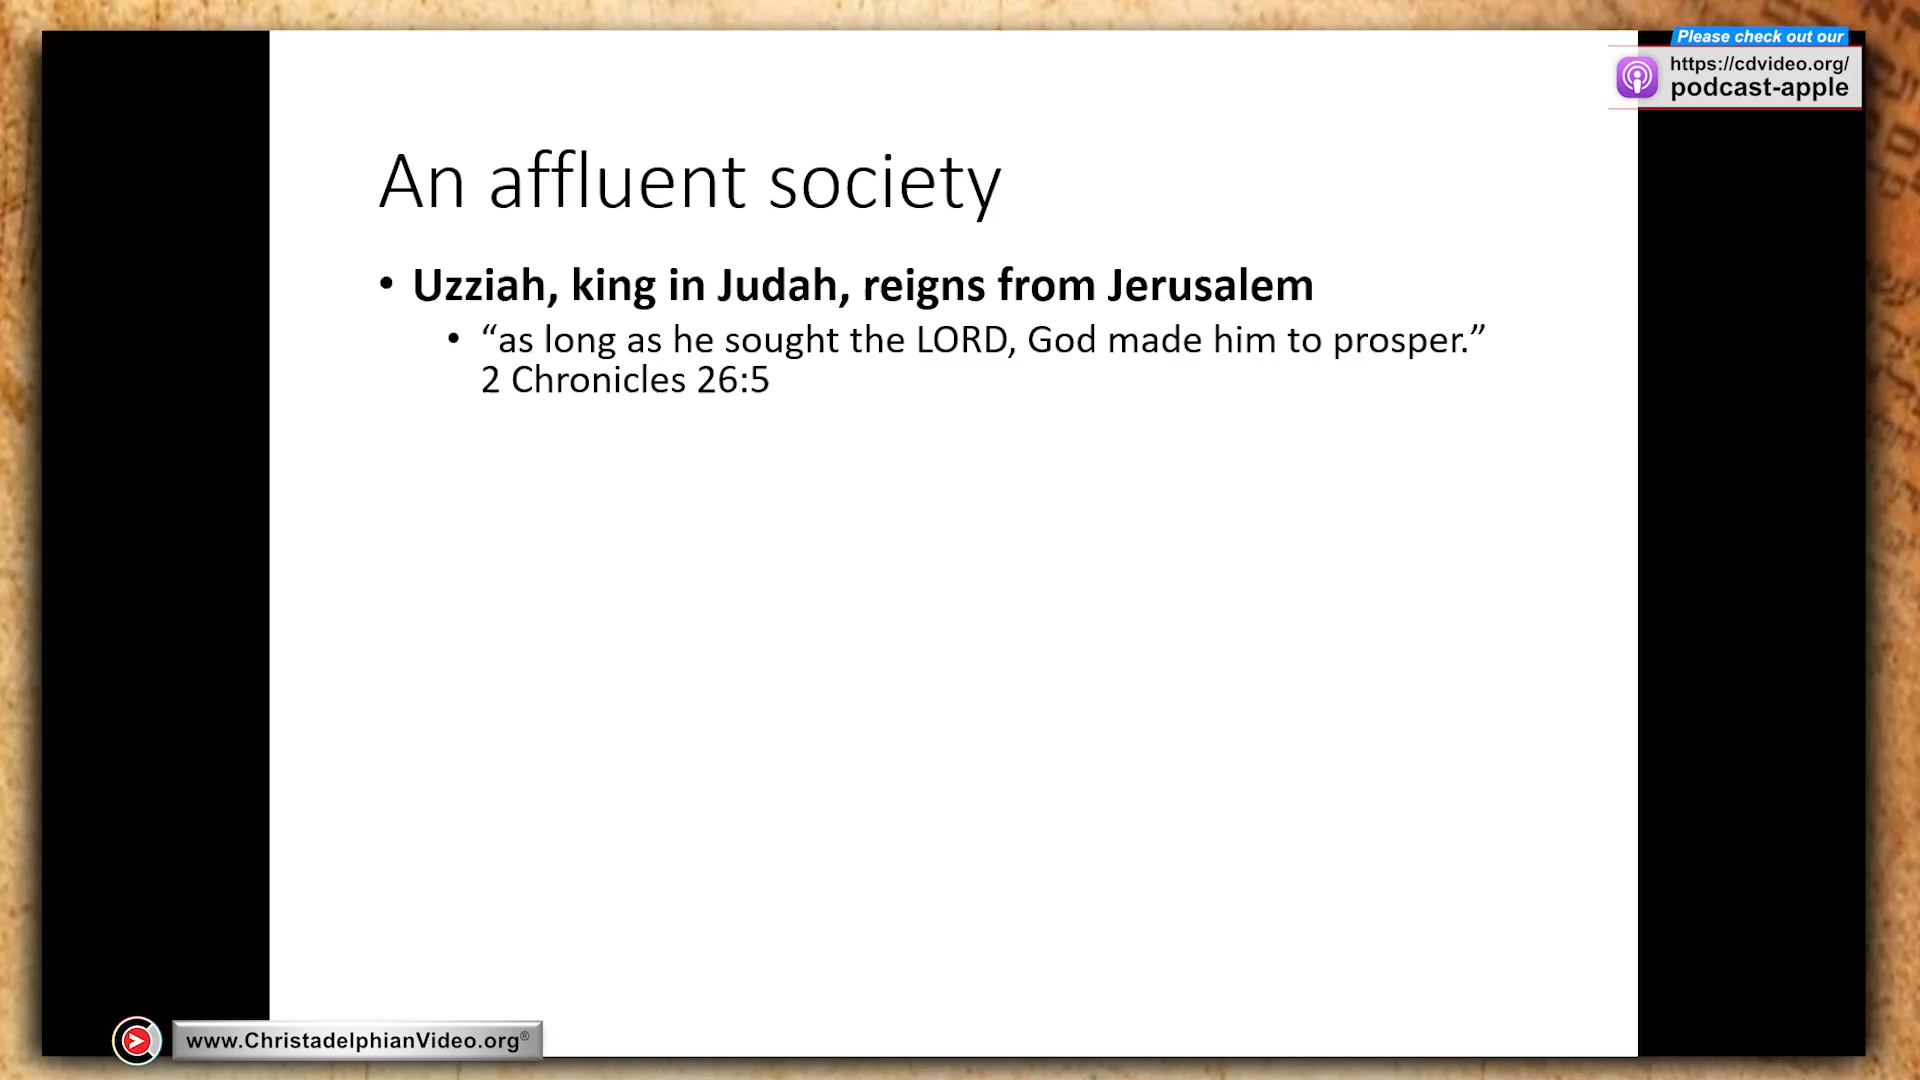 Please check out our
https://cdvideo.org/
podcast-apple
An affluent society
• Uzziah, king in Judah, reigns from Jerusalem
• “as long as he sought the LORD, God made him to prosper.”
2 Chronicles 26:5
www.ChristadelphianVideo.org®